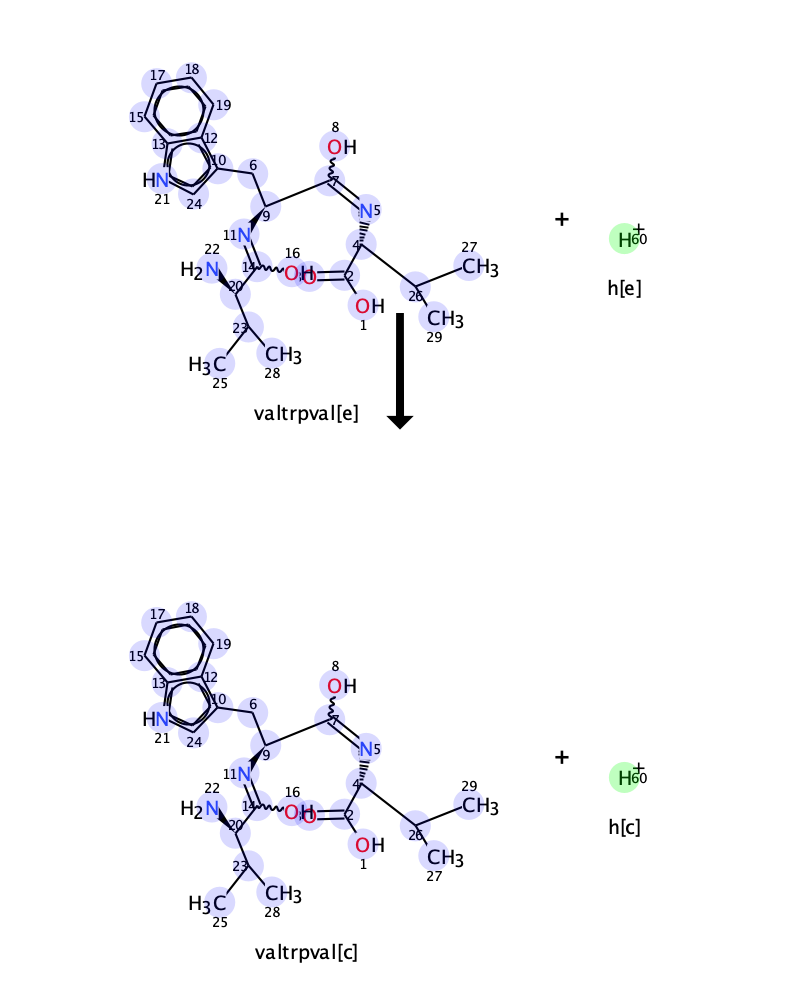 18
17
19
15
12
13
10
6
HN
21
24
8
OH
7
N5
9
11N
22
H2N
14
16
OH
O
20
4
2
OH
1
23
H3C
25
CH3
28
26
27
CH3
CH3
29
+
H+
60
h[e]
valtrpval[e]
18
17
19
15
12
13
10
6
HN
21
24
8
OH
7
N5
9
11N
22
H2N
14
16
OH
O
20
4
2
OH
1
23
H3C
25
CH3
28
26
29
CH3
CH3
27
+
H+
60
h[c]
valtrpval[c]